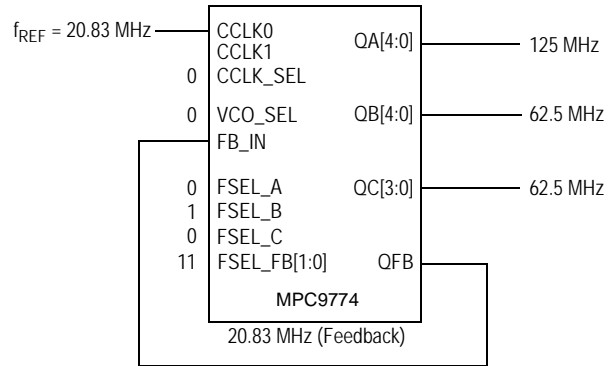 fREF = 20.83 MHz
CCLK0
CCLK1
0 CCLK_SEL
0 VCO_SEL
FB_IN
0 FSEL_A
1 FSEL_B
0 FSEL_C
11 FSEL_FB[1:0]
QA[4:0] 125 MHz
QB[4:0] 62.5 MHz
QC[3:0] 62.5 MHz
QFB
MPC9774
20.83 MHz (Feedback)